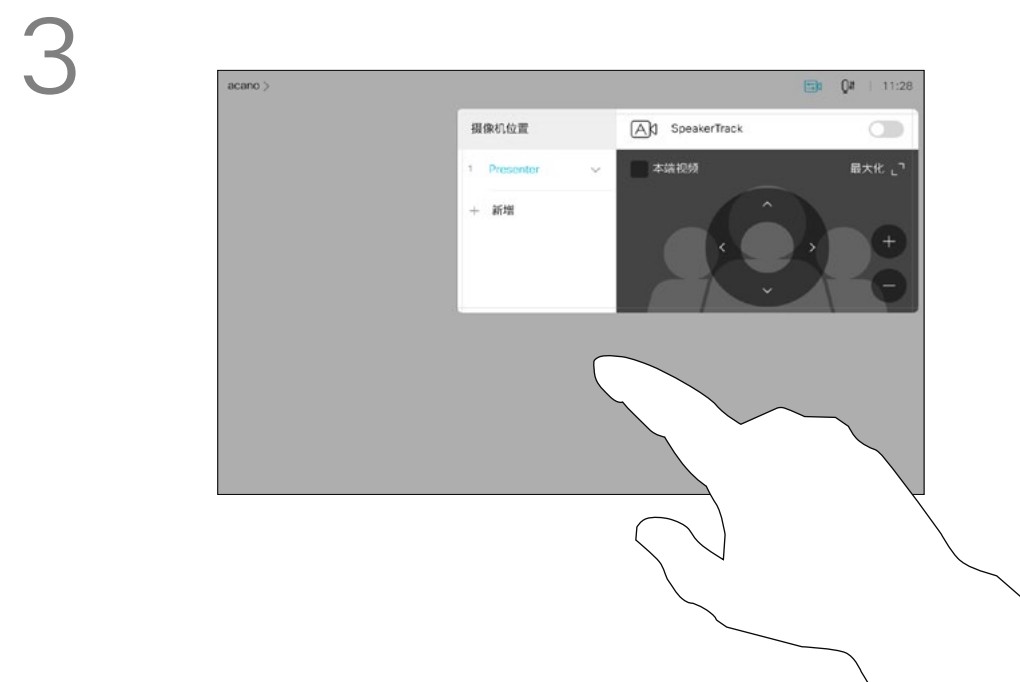 3
acano > 11:28
摄像机位置 SpeakerTrack
1 Presenter 本端视频 最大化
+ 新增
+
−